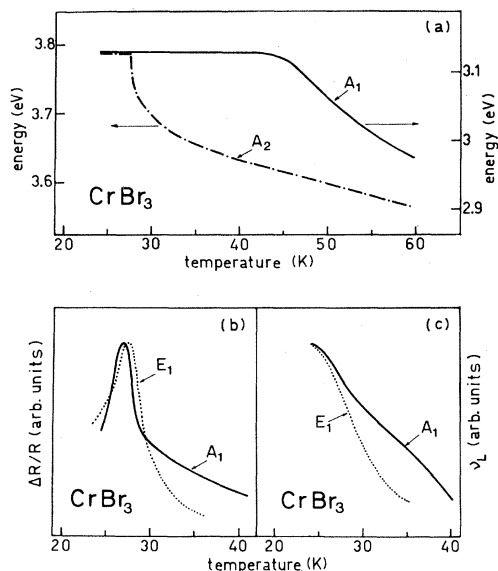 (a)
3.8
3.7
3.6
energy (eV)
3.1
3
2.9
energy (eV)
A1
A2
CrBr3
20 30 40 50 60
temperature (K)
(b)
ΔR/R (arb. units)
E1
A1
CrBr3
20 30 40
temperature (K)
(c)
νL (arb. units)
E1
A1
CrBr3
20 30 40
temperature (K)